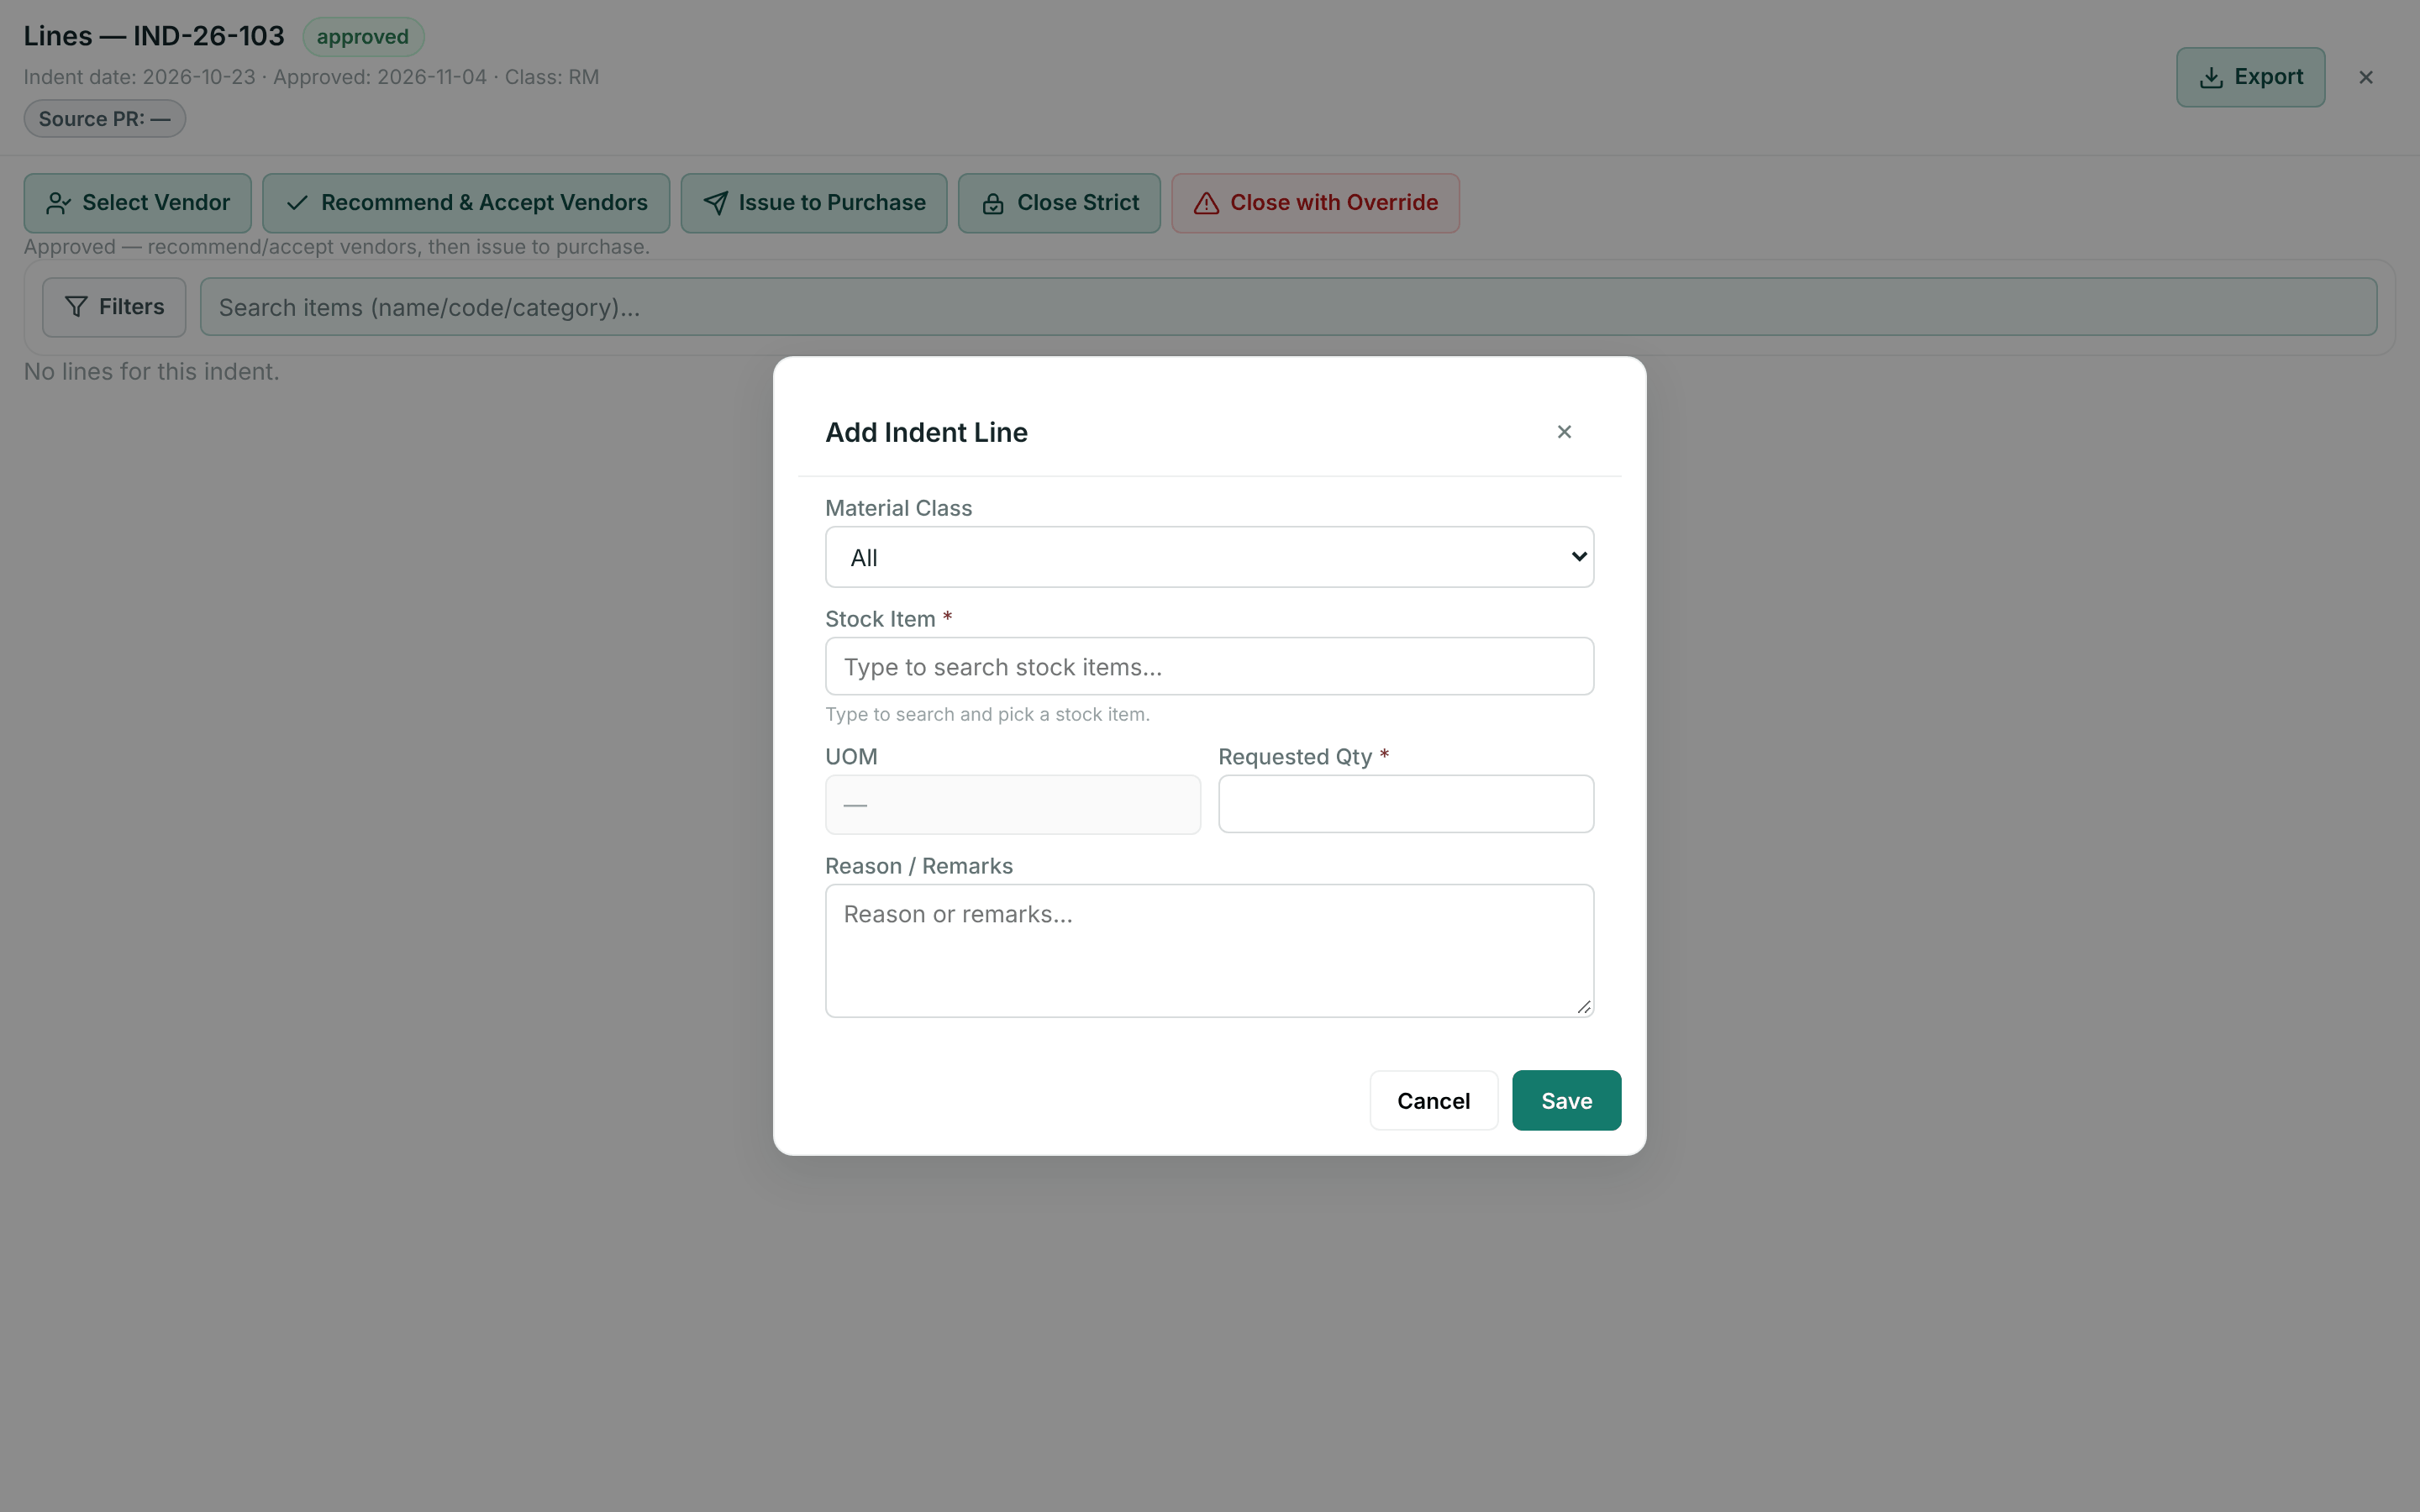 Lines — IND-26-103 approved
Indent date: 2026-10-23 · Approved: 2026-11-04 · Class: RM
Source PR: —
Export ×
Select Vendor Recommend & Accept Vendors Issue to Purchase Close Strict Close with Override
Approved — recommend/accept vendors, then issue to purchase.
Filters Search items (name/code/category)...
No lines for this indent.
Add Indent Line ×
Material Class
All
Stock Item *
Type to search stock items...
Type to search and pick a stock item.
UOM Requested Qty *
—
Reason / Remarks
Reason or remarks...
Cancel Save